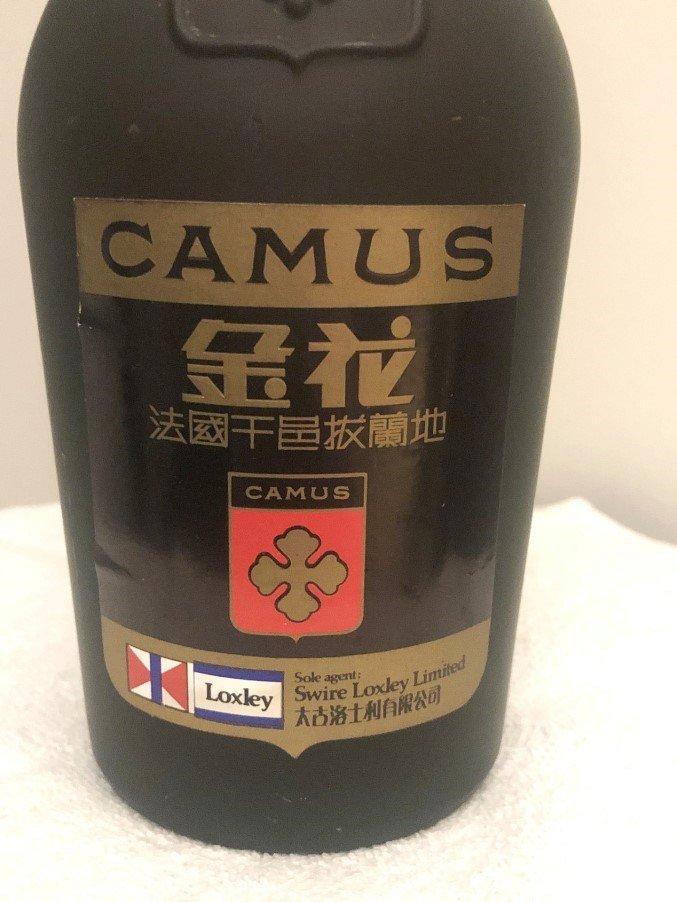 CAMUS
金花
法國干邑拔蘭地
CAMUS
Loxley
Sole agent:
Swire Loxley Limited
太古洛士利有限公司